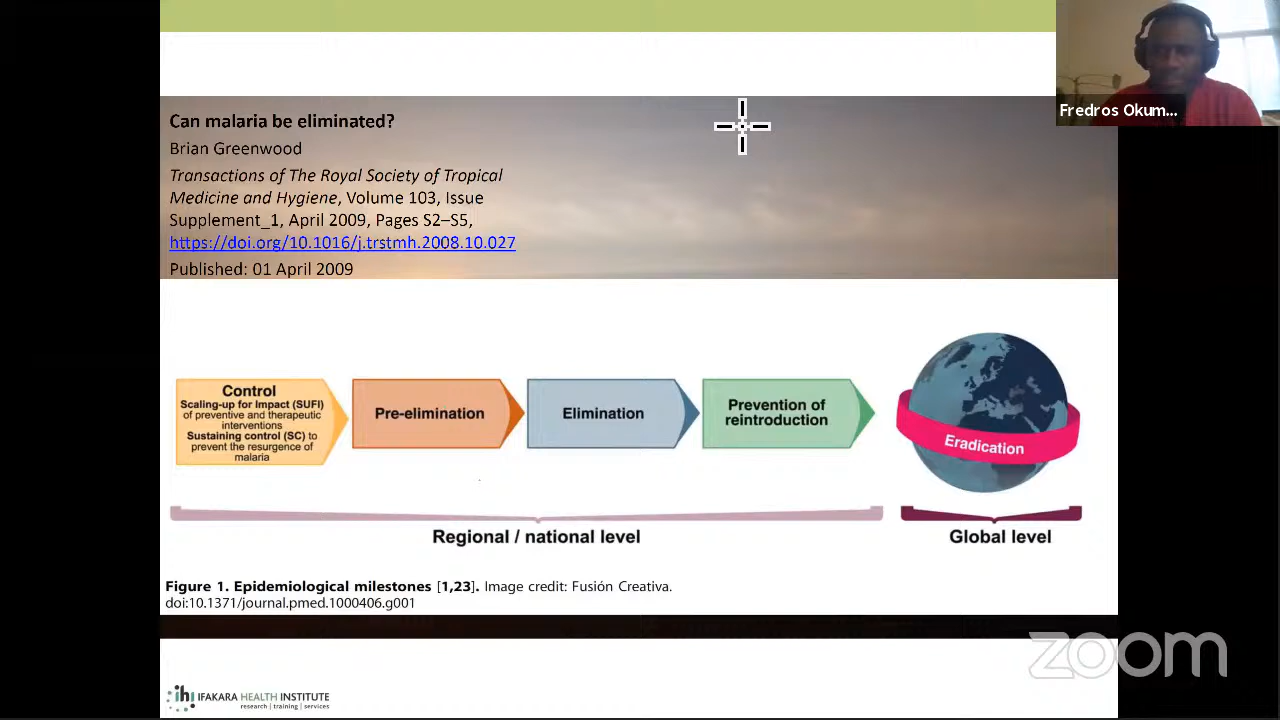 Fredros Okum...
Can malaria be eliminated?
Brian Greenwood
Transactions of The Royal Society of Tropical
Medicine and Hygiene, Volume 103, Issue
Supplement_1, April 2009, Pages S2–S5,
https://doi.org/10.1016/j.trstmh.2008.10.027
Published: 01 April 2009
Control
Scaling-up for Impact (SUFI)
of preventive and therapeutic
interventions
Sustaining control (SC) to
prevent the resurgence of
malaria
Pre-elimination
Elimination
Prevention of
reintroduction
Eradication
Regional / national level
Global level
Figure 1. Epidemiological milestones [1,23]. Image credit: Fusión Creativa.
doi:10.1371/journal.pmed.1000406.g001
zoom
ihi IFAKARA HEALTH INSTITUTE
research | training | services